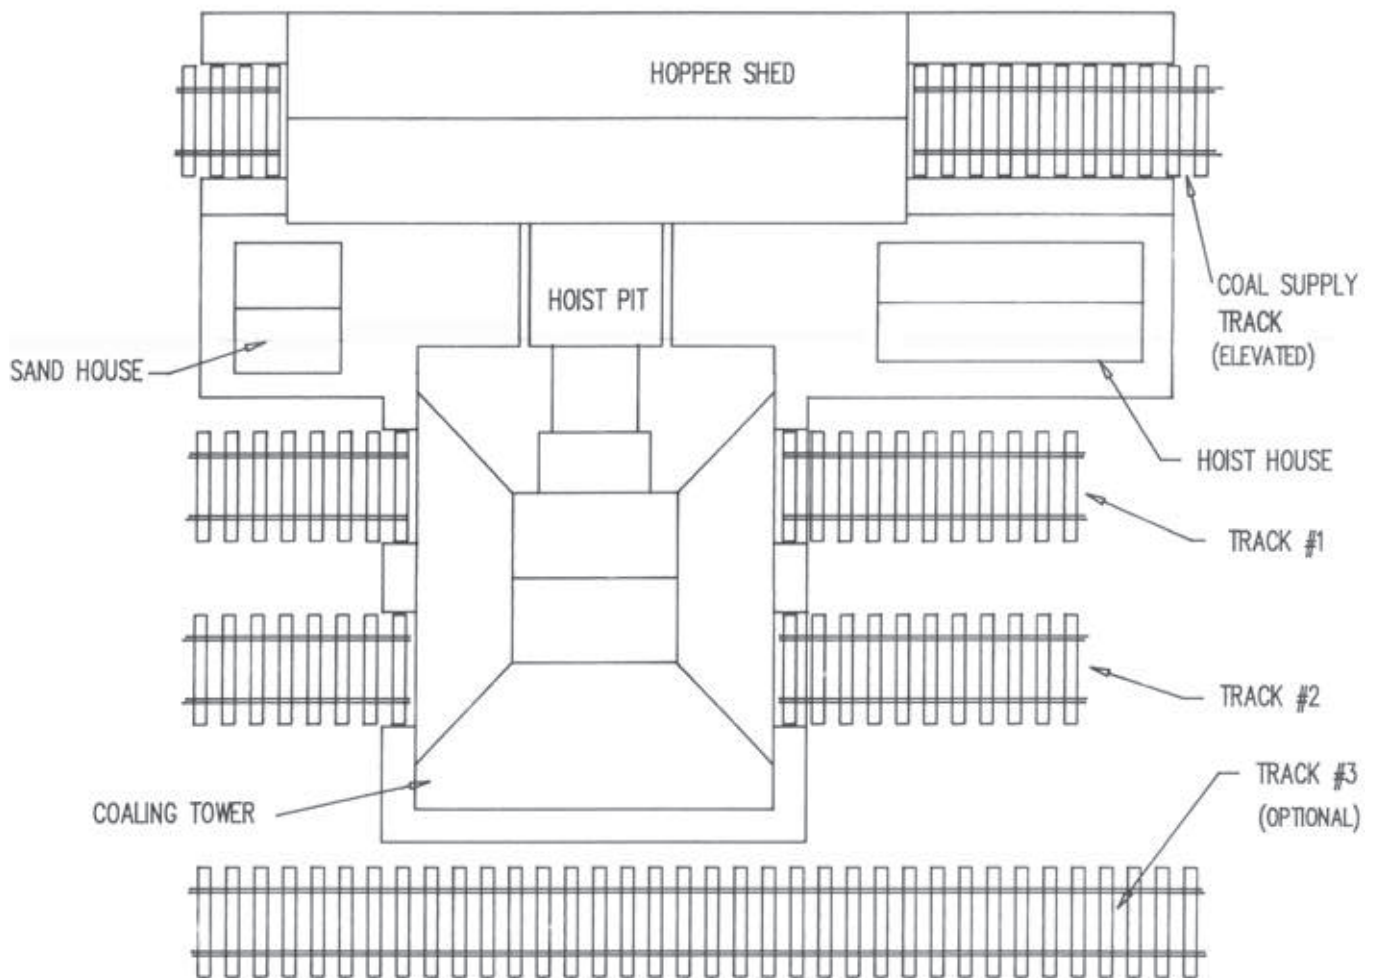 HOPPER SHED
HOIST PIT
COAL SUPPLY
TRACK
(ELEVATED)
SAND HOUSE
HOIST HOUSE
TRACK #1
TRACK #2
TRACK #3
(OPTIONAL)
COALING TOWER